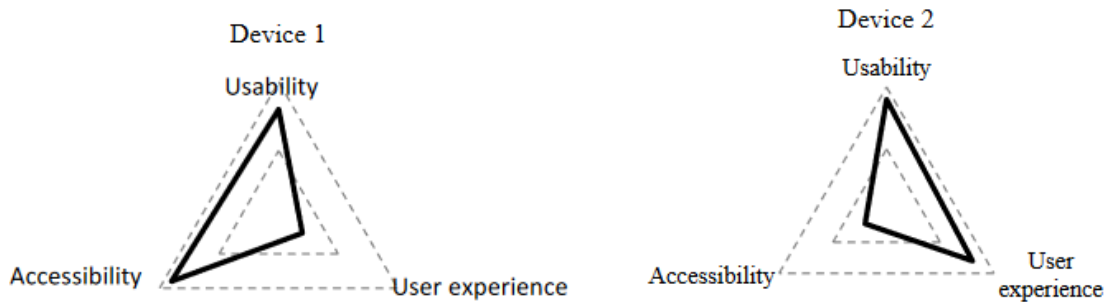 Device 1
Usability
Accessibility
User experience
Device 2
Usability
Accessibility
User
experience